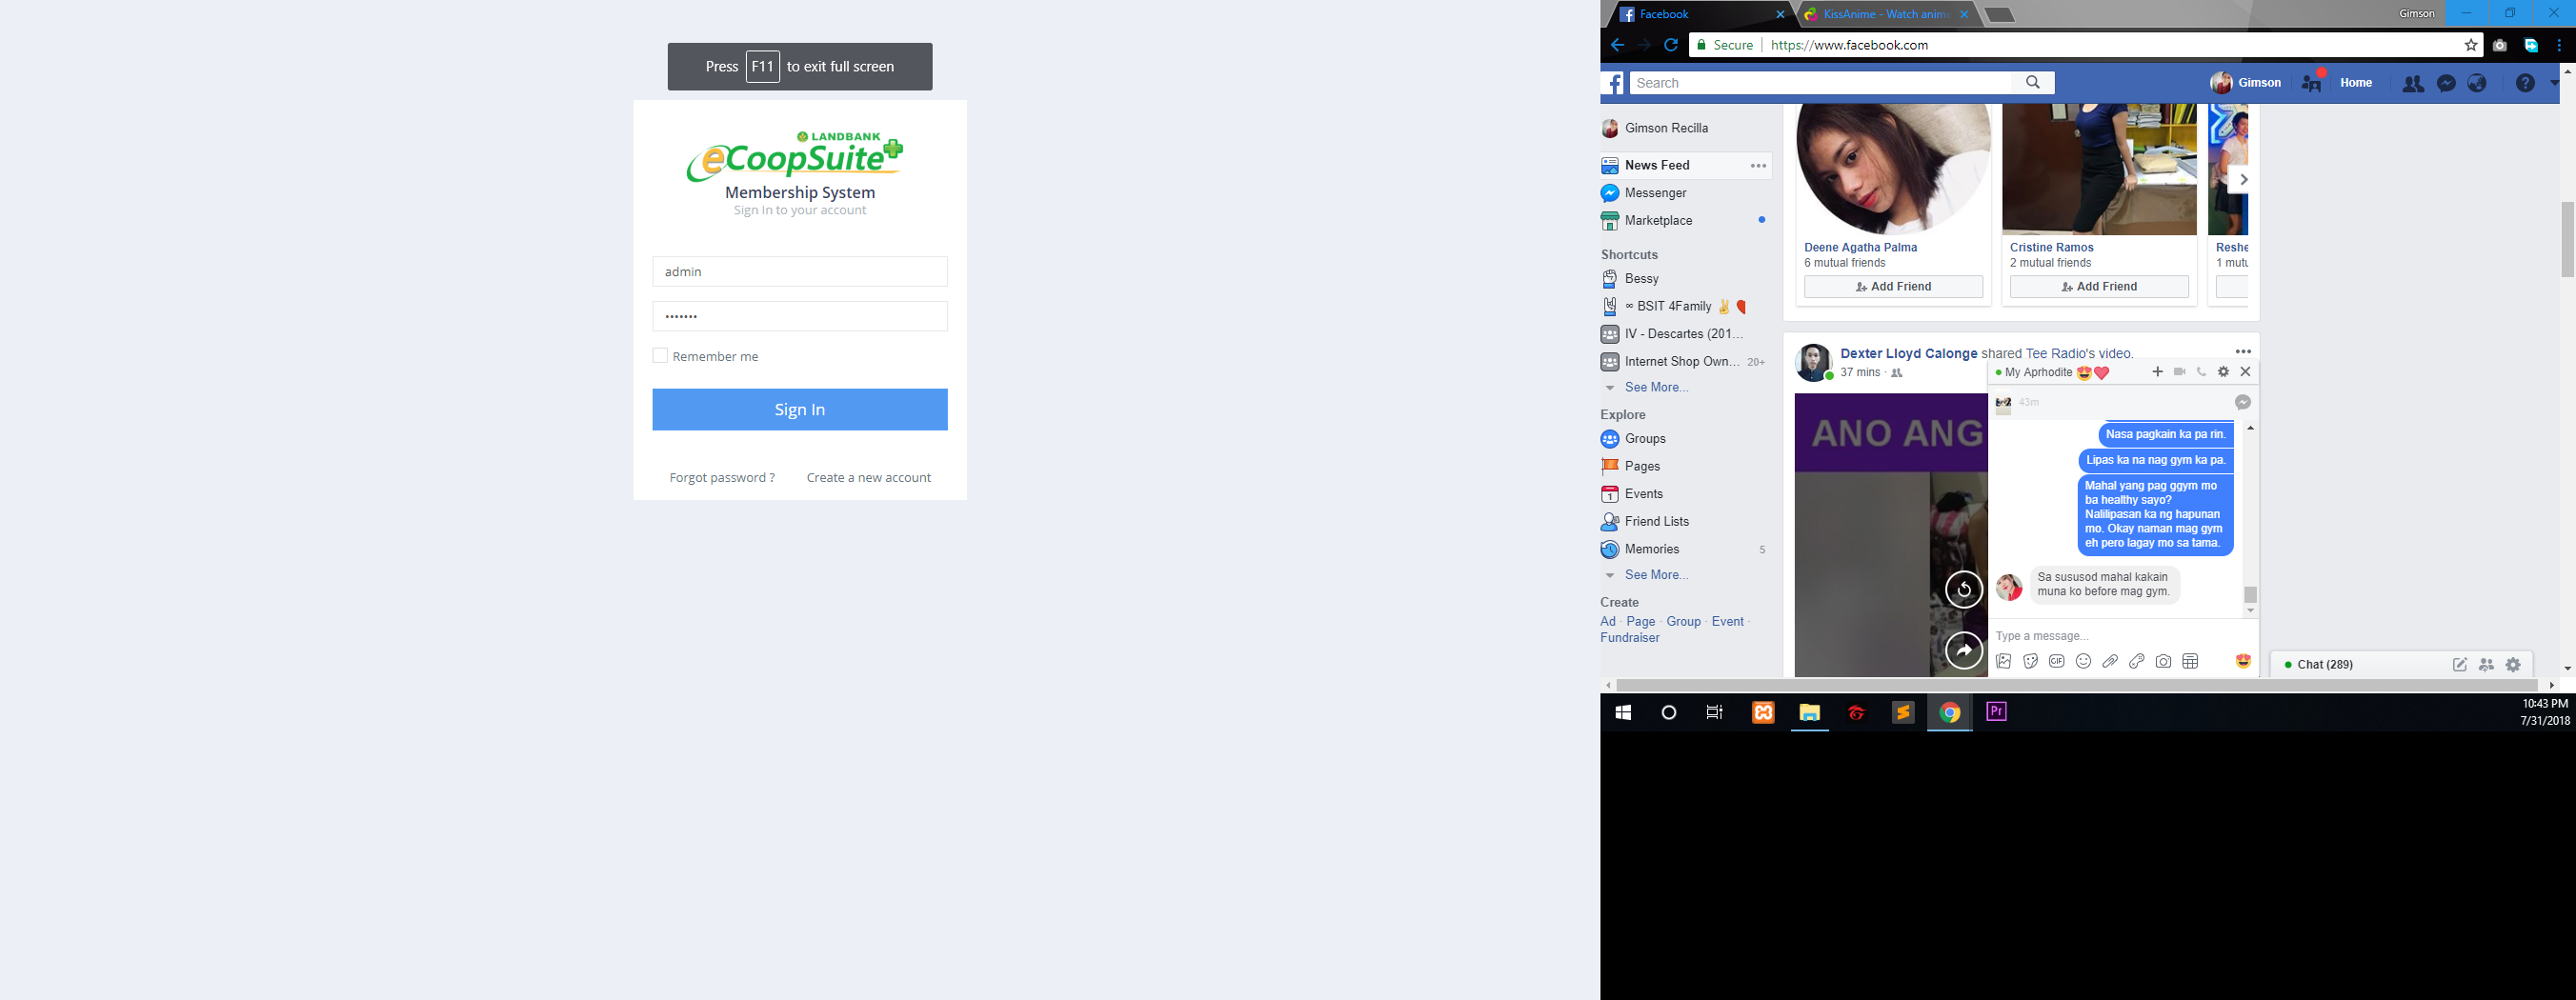 Press F11 to exit full screen
LANDBANK
eCoopSuite
Membership System
Sign In to your account
admin
•••••••
Remember me
Sign In
Forgot password ?
Create a new account
Facebook
KissAnime - Watch anim
Gimson
Secure
https://www.facebook.com
Search
Gimson
Home
Gimson Recilla
News Feed
Messenger
Marketplace
Shortcuts
Bessy
∞ BSIT 4Family ✌
IV - Descartes (201...
Internet Shop Own... 20+
See More...
Explore
Groups
Pages
Events
Friend Lists
Memories 5
See More...
Create
Ad · Page · Group · Event ·
Fundraiser
Deene Agatha Palma
6 mutual friends
Add Friend
Cristine Ramos
2 mutual friends
Add Friend
Reshe
1 mutu
Dexter Lloyd Calonge shared Tee Radio's video.
37 mins ·
ANO ANG
My Aprhodite 😍❤
43m
Nasa pagkain ka pa rin.
Lipas ka na nag gym ka pa.
Mahal yang pag ggym mo
ba healthy sayo?
Nalilipasan ka ng hapunan
mo. Okay naman mag gym
eh pero lagay mo sa tama.
Sa sususod mahal kakain
muna ko before mag gym.
Type a message...
GIF
Chat (289)
Pr
10:43 PM
7/31/2018